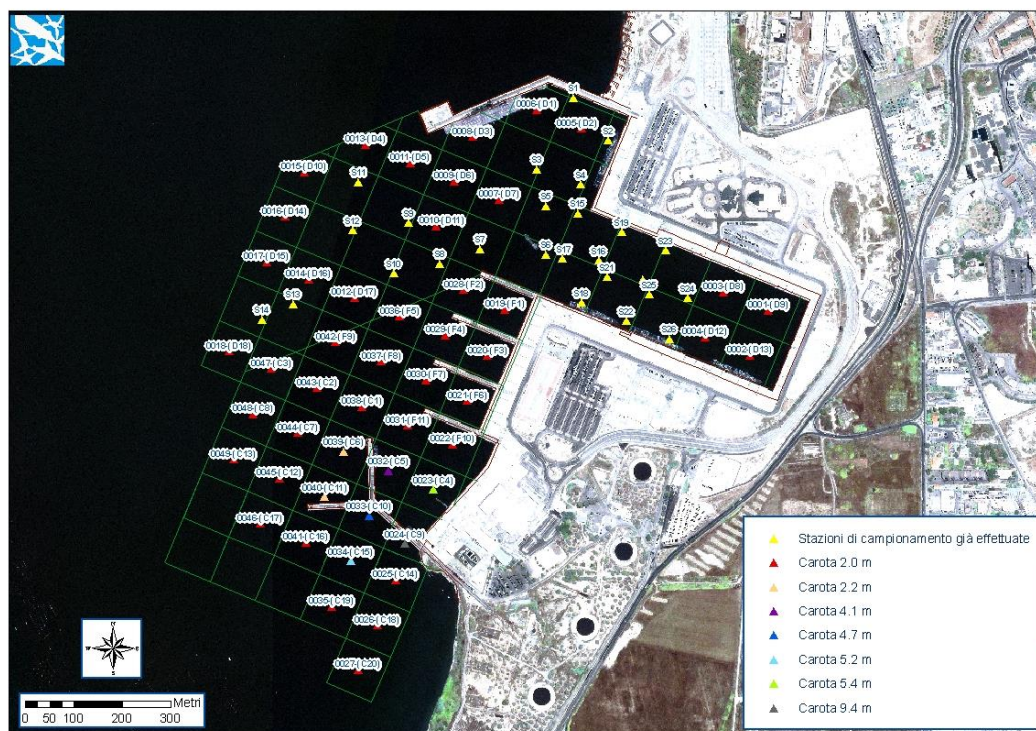 S1
0006-(D1)
0005-(D2)
S2
0008-(D3)
0013-(D4)
0011-(D5)
S3
0015-(D10)
S11
0009-(D6)
S4
0007-(D7)
S5
S15
0016-(D14)
S12
S9
0010-(D11)
S19
S6
S17
S16
S7
0017-(D15)
S8
S10
S21
0014-(D16)
0028-(F2)
S25
S24
0003-(D8)
S13
0012-(D17)
S18
0019-(F1)
0001-(D9)
S14
0036-(F5)
S22
0029-(F4)
S26
0004-(D12)
0018-(D18)
0042-(F9)
0020-(F3)
0002-(D13)
0047-(C3)
0037-(F8)
0030-(F7)
0043-(C2)
0021-(F6)
0048-(C8)
0038-(C1)
0044-(C7)
0031-(F11)
0039-(C6)
0022-(F10)
0049-(C13)
0045-(C12)
0032-(C5)
0040-(C11)
0023-(C4)
0046-(C17)
0033-(C10)
0041-(C16)
0024-(C9)
0034-(C15)
0025-(C14)
0035-(C19)
0026-(C18)
0027-(C20)
Stazioni di campionamento già effettuate
Carota 2.0 m
Carota 2.2 m
Carota 4.1 m
Carota 4.7 m
Carota 5.2 m
Carota 5.4 m
Carota 9.4 m
N
W E
S
Metri
0 50 100 200 300